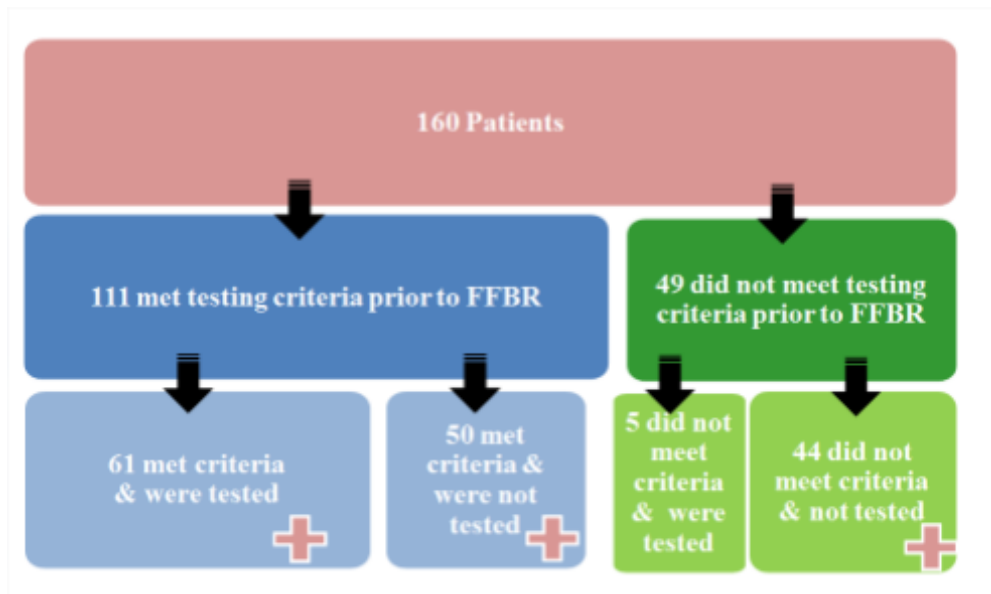 160 Patients
111 met testing criteria prior to FFBR
49 did not meet testing
criteria prior to FFBR
61 met criteria
& were tested
50 met
criteria &
were not
tested
5 did not
meet
criteria
& were
tested
44 did not
meet criteria
& not tested